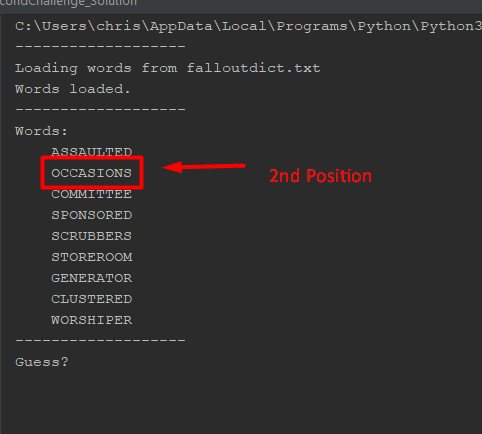 condChallenge_Solution
C:\Users\chris\AppData\Local\Programs\Python\Python3
-------------------
Loading words from falloutdict.txt
Words loaded.
-------------------
Words:
ASSAULTED
OCCASIONS
2nd Position
COMMITTEE
SPONSORED
SCRUBBERS
STOREROOM
GENERATOR
CLUSTERED
WORSHIPER
-------------------
Guess?